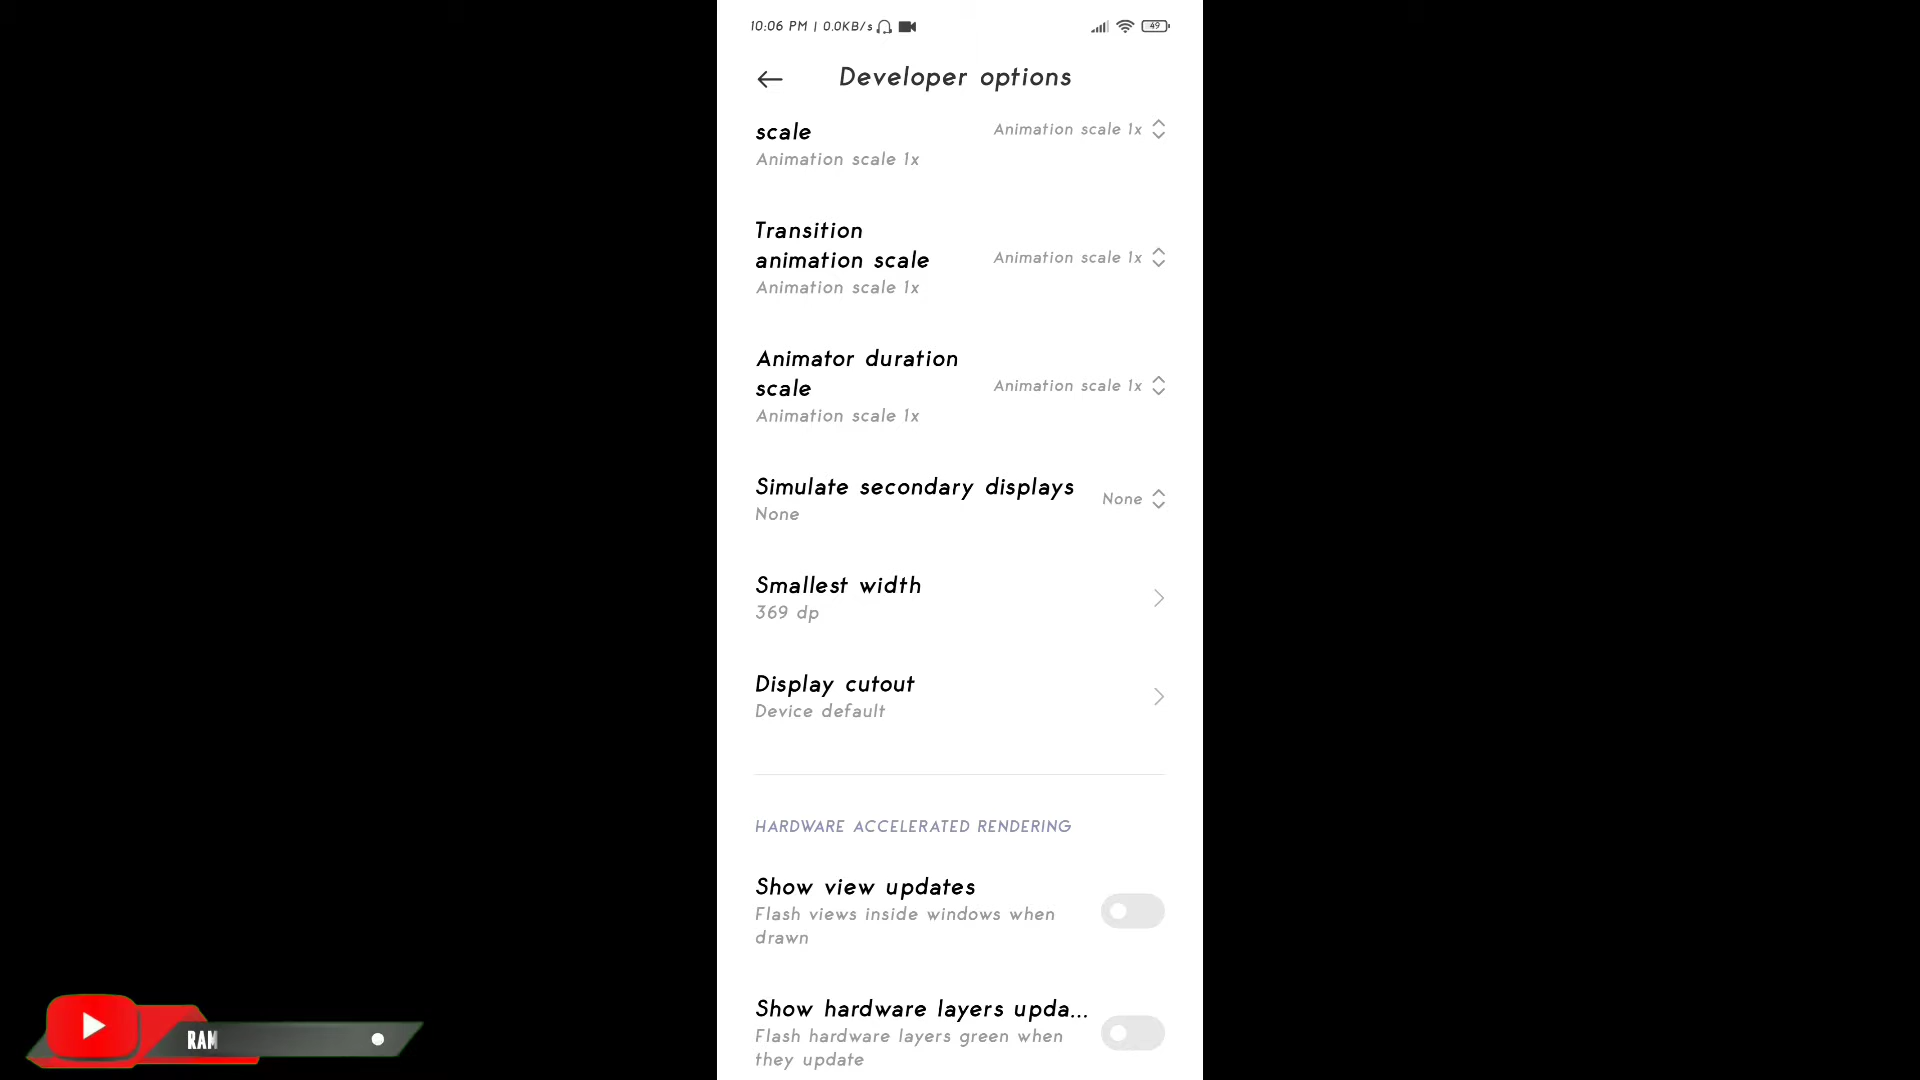 10:06 PM | 0.0KB/s
49
Developer options
scale
Animation scale 1x
Animation scale 1x
Transition
animation scale
Animation scale 1x
Animation scale 1x
Animator duration
scale
Animation scale 1x
Animation scale 1x
Simulate secondary displays
None
None
Smallest width
369 dp
Display cutout
Device default
HARDWARE ACCELERATED RENDERING
Show view updates
Flash views inside windows when
drawn
Show hardware layers upda...
Flash hardware layers green when
they update
RAM